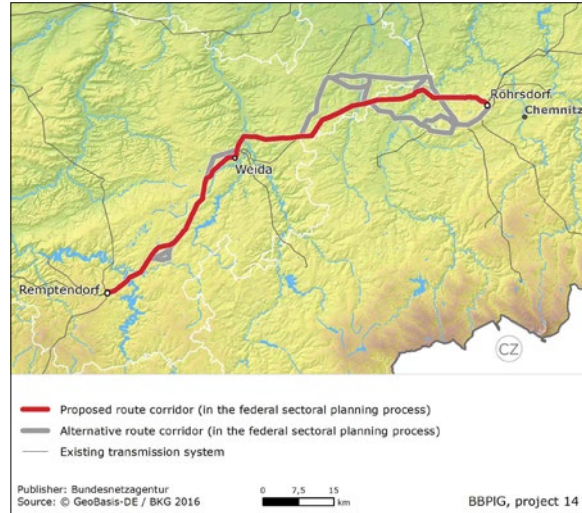 Röhrsdorf
Chemnitz
Weida
Remptendorf
CZ
Proposed route corridor (in the federal sectoral planning process)
Alternative route corridor (in the federal sectoral planning process)
Existing transmission system
Publisher: Bundesnetzagentur
Source: © GeoBasis-DE / BKG 2016
0 7,5 15
km
BBPlG, project 14